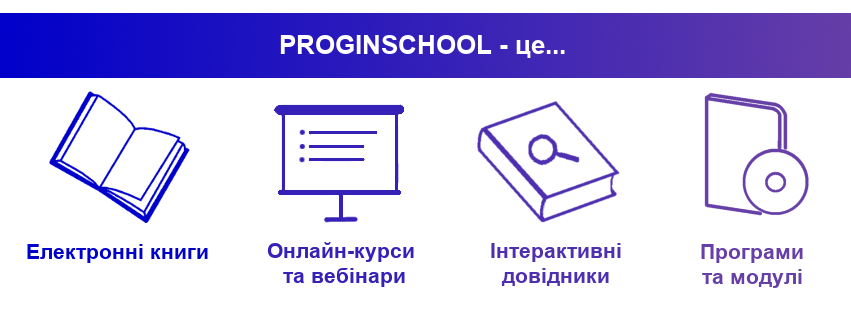 PROGINSCHOOL - це...
Електронні книги
Онлайн-курси
та вебінари
Інтерактивні
довідники
Програми
та модулі